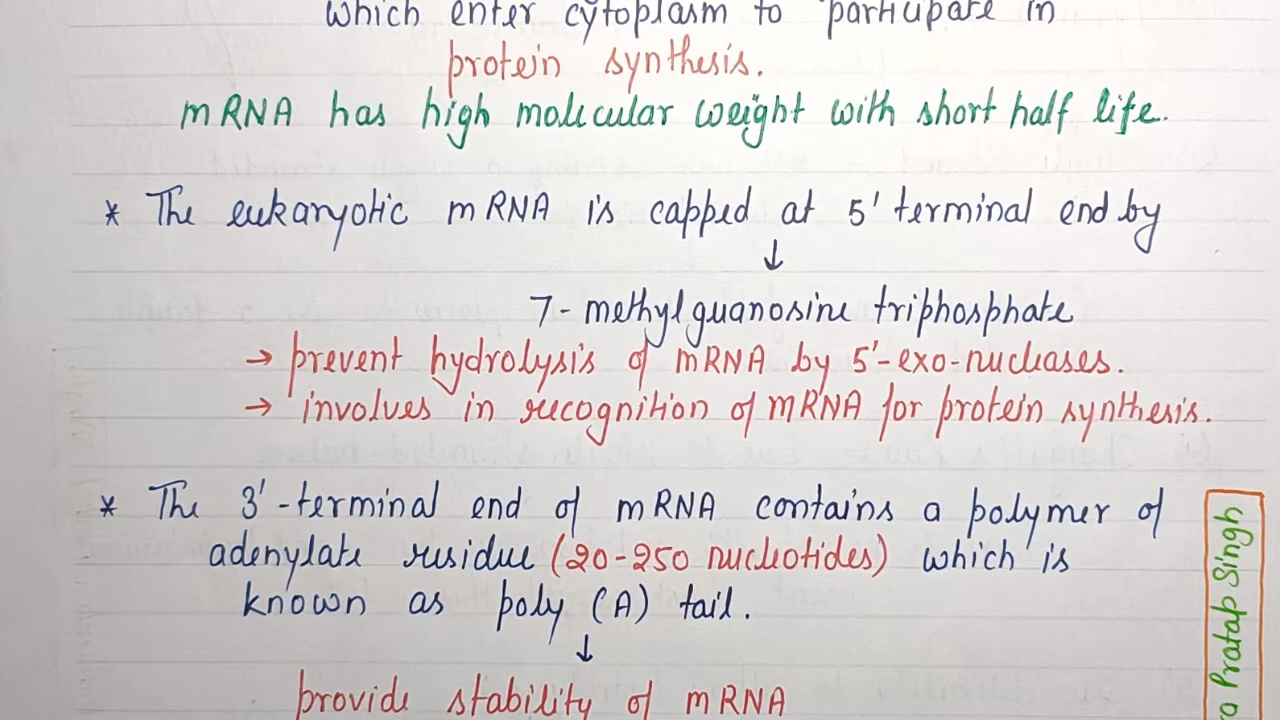 which enter cytoplasm to participate in
protein synthesis.
mRNA has high molecular weight with short half life.
* The eukaryotic mRNA is capped at 5' terminal end by
↓
7-methylguanosine triphosphate
→ prevent hydrolysis of mRNA by 5'-exo-nucleases.
→ involves in recognition of mRNA for protein synthesis.
* The 3'-terminal end of mRNA contains a polymer of
adenylate residue (20-250 nucleotides) which is
known as poly (A) tail.
↓
provide stability of mRNA
Pratap Singh